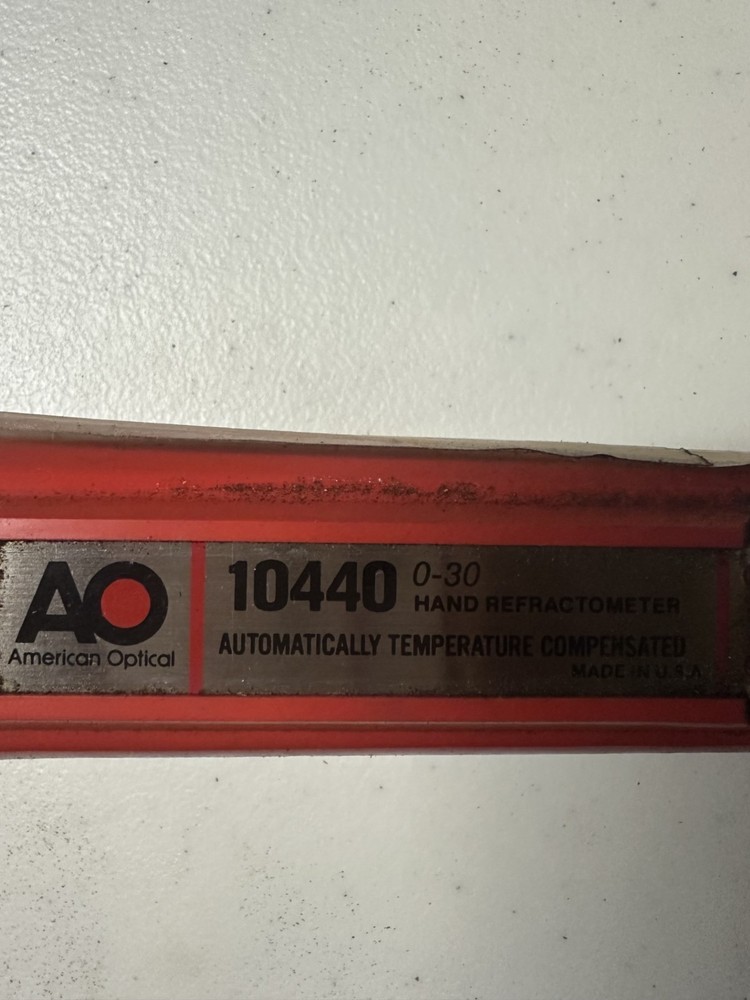 AO
American Optical
10440 0-30
HAND REFRACTOMETER
AUTOMATICALLY TEMPERATURE COMPENSATED
MADE IN U.S.A